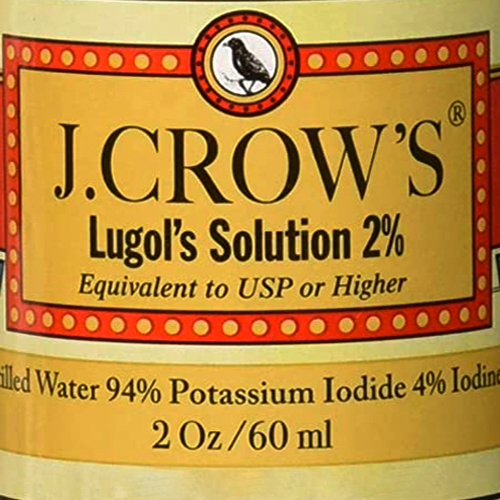 J.CROW'S®
Lugol's Solution 2%
Equivalent to USP or Higher
Water 94% Potassium Iodide 4% Iodine
2 Oz/60 ml